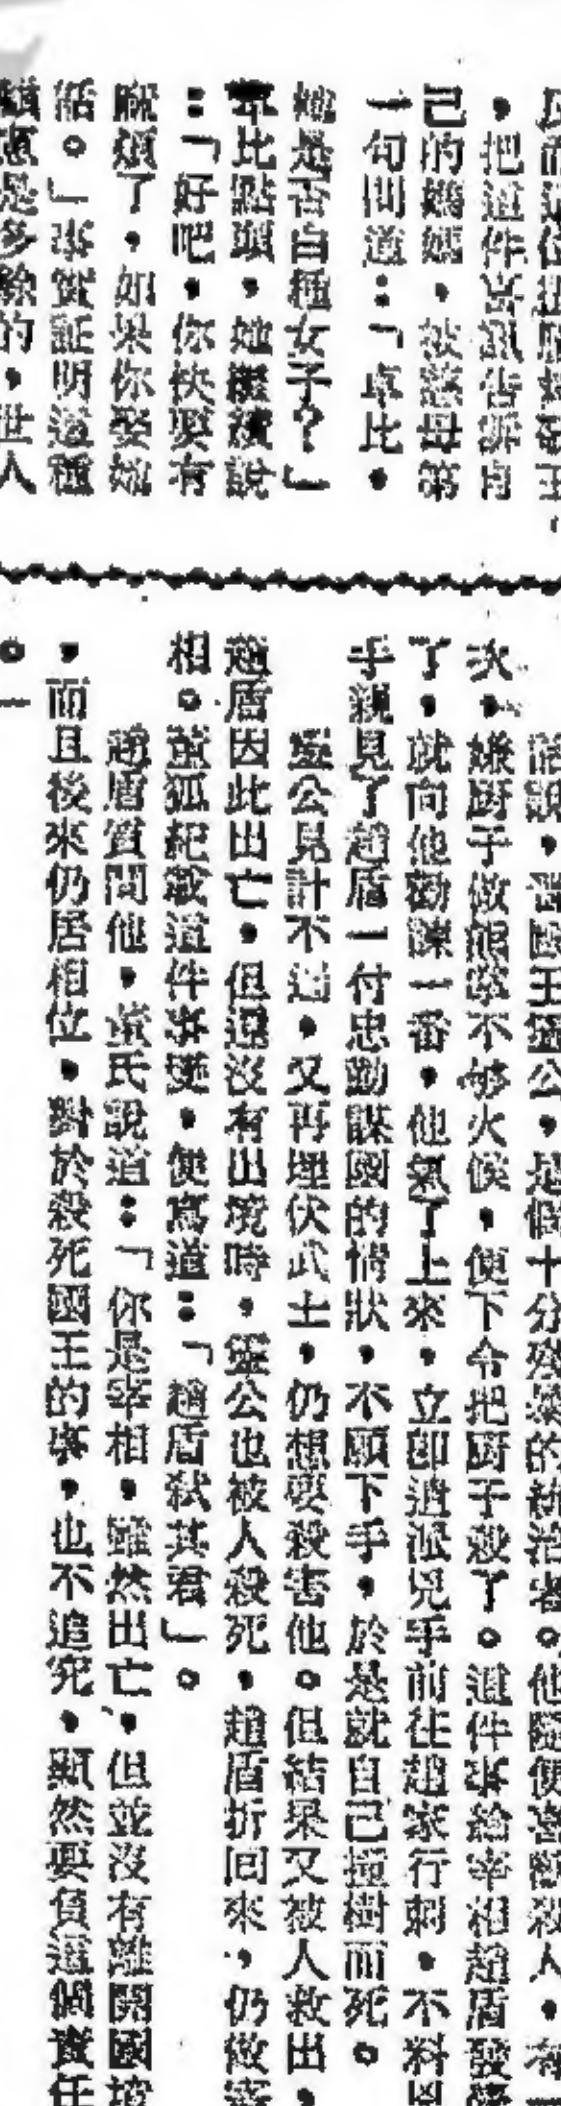 ，把這件喜訊告訴自
己的媽媽，被慈母第
一句問道：「卓比，
她是否白種女子？」
卓比點頭，她繼續說
：「好吧，你快娶有
麻煩了，如果你娶她
話。」事實証明這種
是多餘的，世人
話說，晉國王靈公，是個十分殘暴的統治者。他隨便喜歡殺人，有一
次，嫌厨子做熊掌不够火候，便下令把厨子殺了。這件事給宰相趙盾發
了，就向他勸諫一番，他氣了上來，立即遣派兇手前往趙家行刺，不料
手親見了趙盾一付忠勤謀國的情狀，不願下手，於是就自己撞樹而死。
靈公見計不逞，又再埋伏武士，仍想要殺害他。但結果又被人救出，
趙盾因此出亡，但還沒有出境時，靈公也被人殺死，趙盾折回來，仍做
相。董狐紀載這件事變，便寫道：「趙盾弑其君」。
趙盾質問他，董氏說道：「你是宰相，雖然出亡，但並沒有離開國
，而且後來仍居相位，對於殺死國王的事，也不追究，顯然要負這個責任
。」